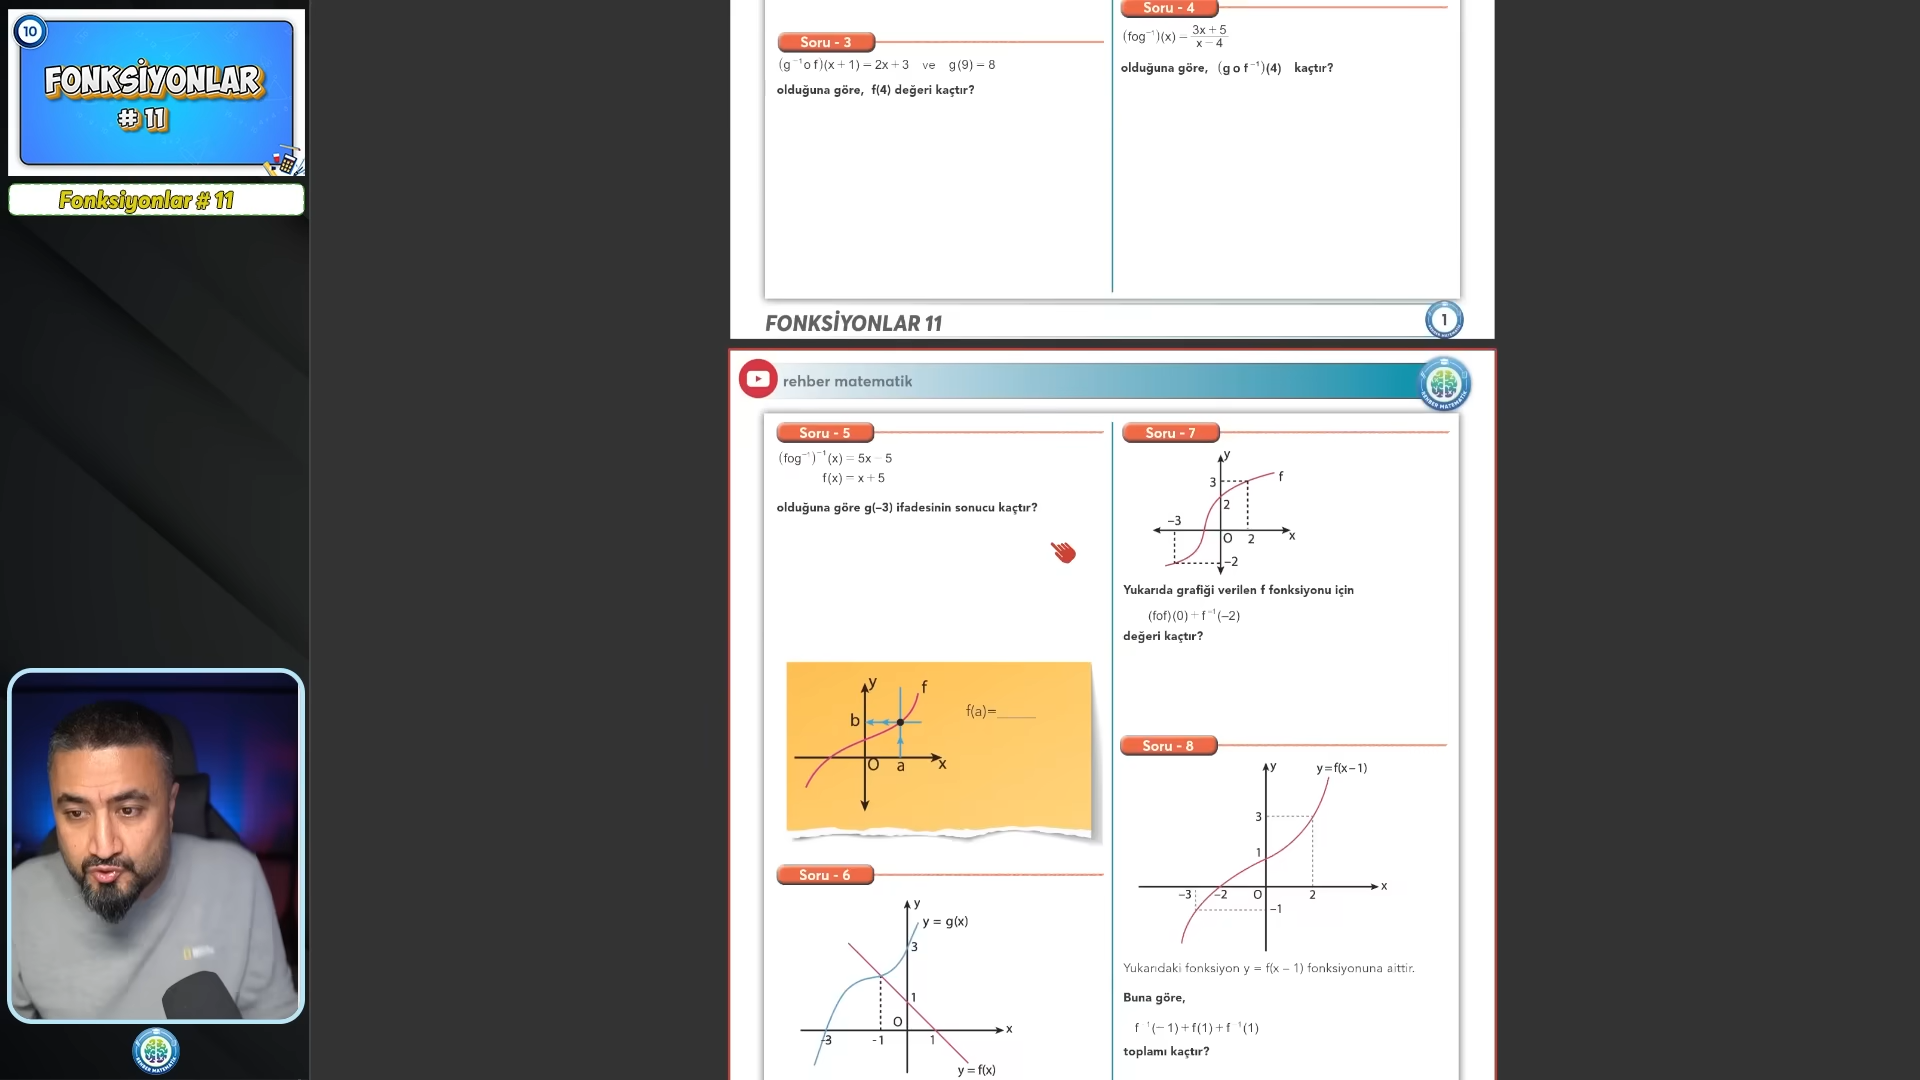 10
FONKSİYONLAR
# 11
Fonksiyonlar # 11
Soru - 3
(g⁻¹o f)(x+1) = 2x+3 ve g(9) = 8
olduğuna göre, f(4) değeri kaçtır?
Soru - 4
(fog⁻¹)(x) = (3x+5)/(x-4)
olduğuna göre, (g o f⁻¹)(4) kaçtır?
FONKSİYONLAR 11
1
rehber matematik
REHBER MATEMATİK
Soru - 5
(fog⁻¹)⁻¹(x) = 5x - 5
f(x) = x + 5
olduğuna göre g(–3) ifadesinin sonucu kaçtır?
y
f
b
f(a)=_____
O
a
x
Soru - 6
y
y = g(x)
3
1
O
x
-3
-1
1
y = f(x)
Soru - 7
y
f
3
2
-3
O
2
x
-2
Yukarıda grafiği verilen f fonksiyonu için
(fof)(0) + f⁻¹(–2)
değeri kaçtır?
Soru - 8
y
y=f(x–1)
3
1
x
-3
-2
O
2
-1
Yukarıdaki fonksiyon y = f(x – 1) fonksiyonuna aittir.
Buna göre,
f⁻¹(–1)+f(1)+f⁻¹(1)
toplamı kaçtır?